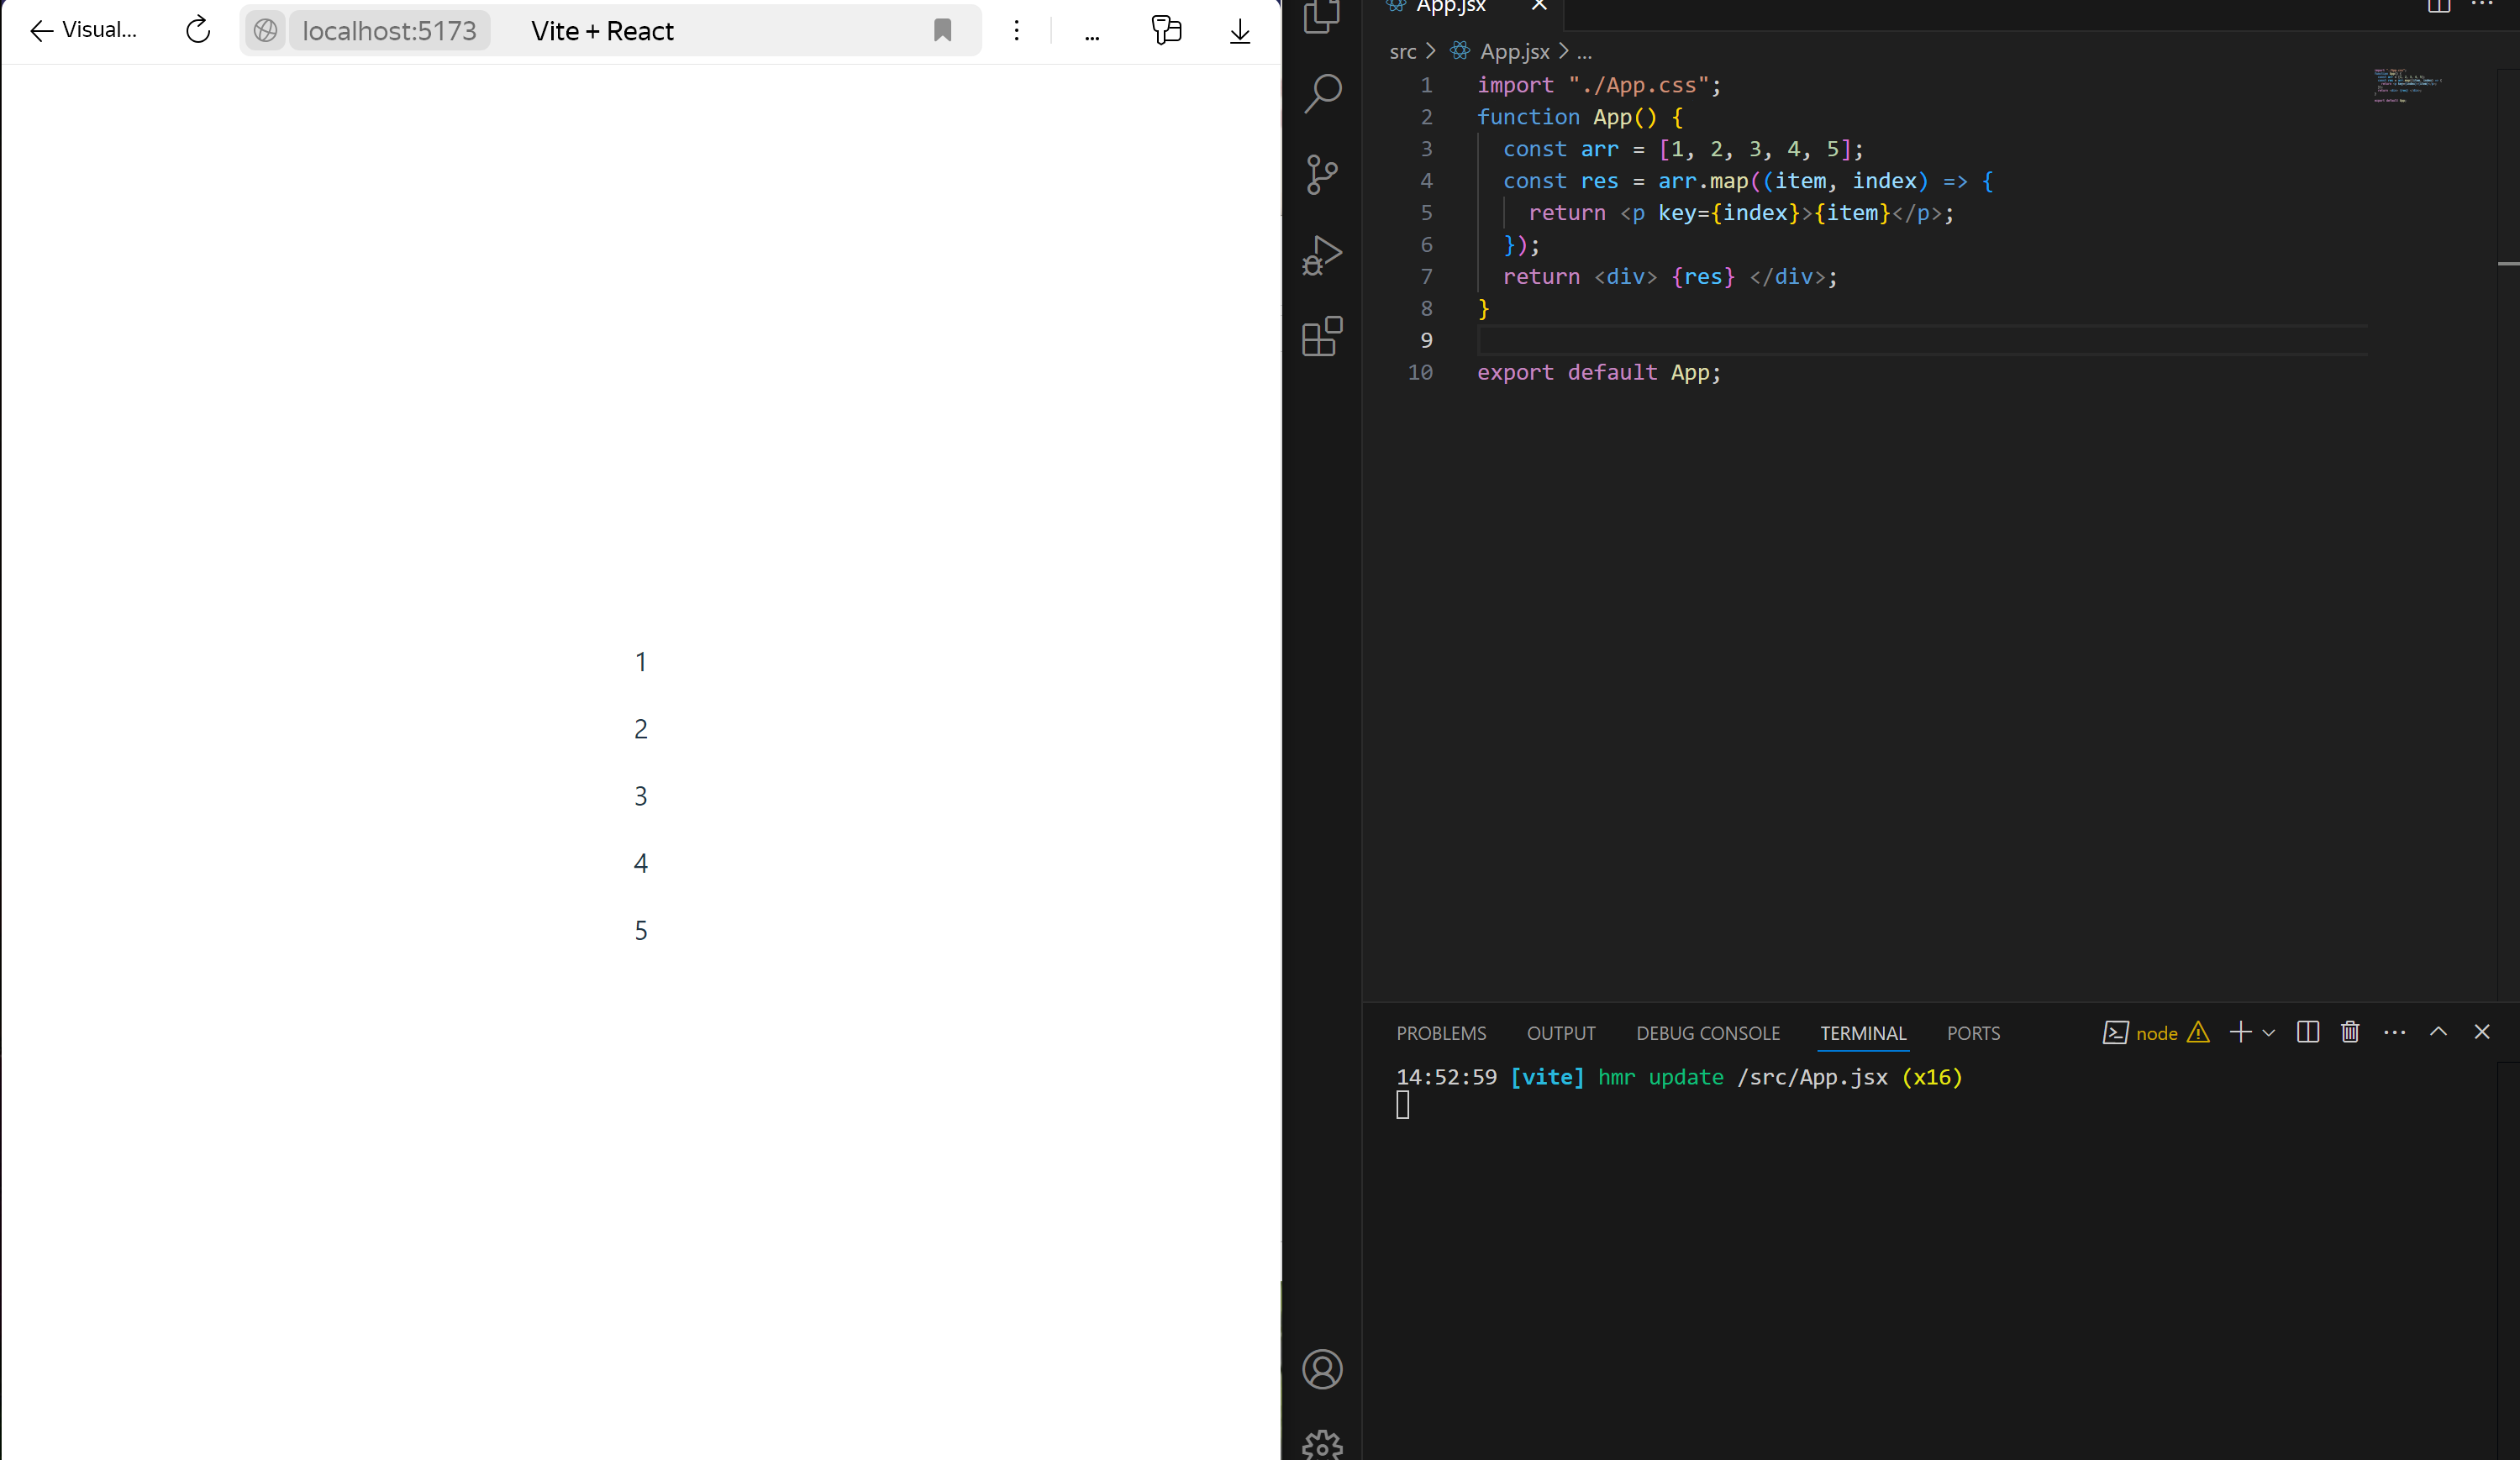 Visual...
localhost:5173
Vite + React
1
2
3
4
5
App.jsx
src > App.jsx > ...
1 import "./App.css";
2 function App() {
3 const arr = [1, 2, 3, 4, 5];
4 const res = arr.map((item, index) => {
5 return <p key={index}>{item}</p>;
6 });
7 return <div> {res} </div>;
8 }
9
10 export default App;
PROBLEMS OUTPUT DEBUG CONSOLE TERMINAL PORTS
node
14:52:59 [vite] hmr update /src/App.jsx (x16)